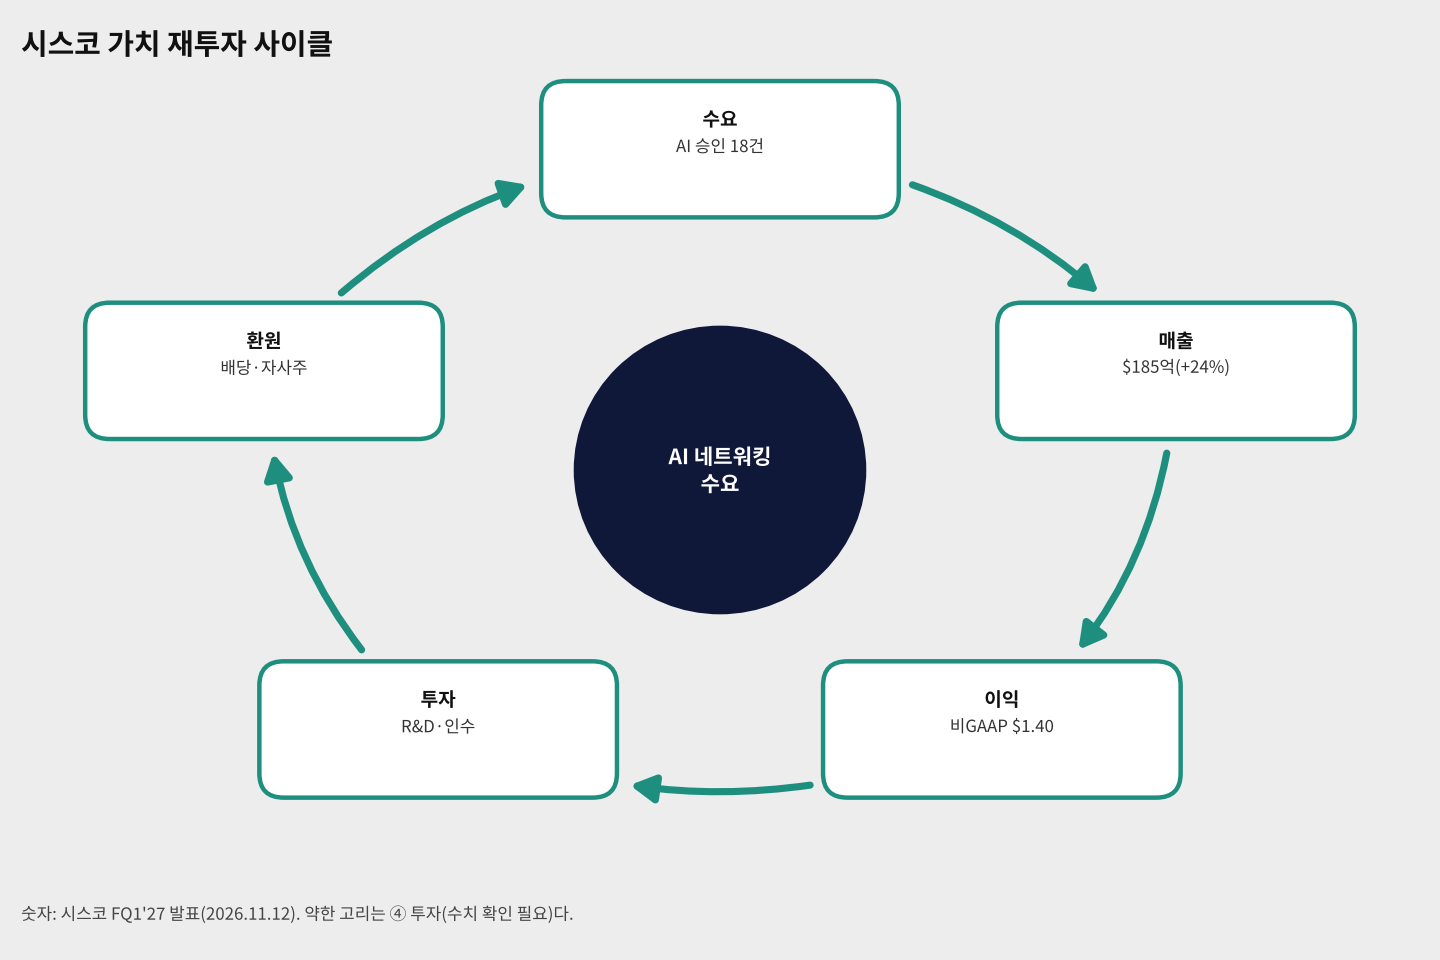 시스코 가치 재투자 사이클
수요
AI 승인 18건
매출
$185억(+24%)
이익
비GAAP $1.40
투자
R&D·인수
환원
배당·자사주
AI 네트워킹
수요
숫자: 시스코 FQ1'27 발표(2026.11.12). 약한 고리는 ④ 투자(수치 확인 필요)다.